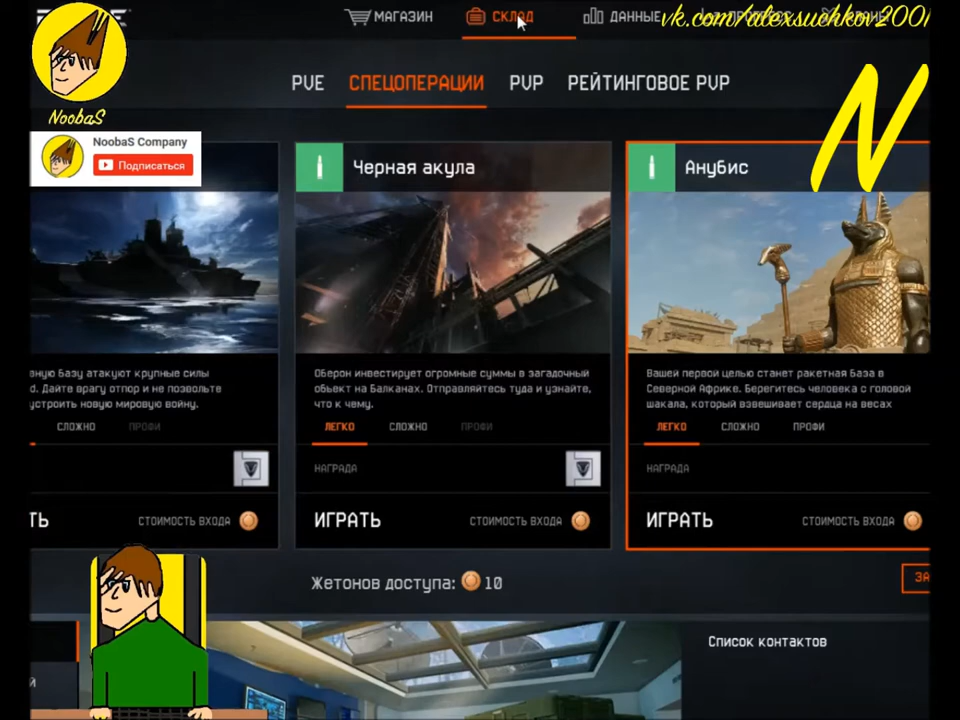 МАГАЗИН
СКЛАД
ДАННЫЕ
vk.com/alexsuchkov2001
NoobaS
NoobaS Company
Подписаться
N
PVE
СПЕЦОПЕРАЦИИ
PVP
РЕЙТИНГОВОЕ PVP
Черная акула
Анубис
вную базу атакуют крупные силы
d. Дайте врагу отпор и не позвольте
устроить новую мировую войну.
Оберон инвестирует огромные суммы в загадочный
объект на Балканах. Отправляйтесь туда и узнайте,
что к чему.
Вашей первой целью станет ракетная база в
Северной Африке. Берегитесь человека с головой
шакала, который взвешивает сердца на весах
СЛОЖНО ПРОФИ
ЛЕГКО СЛОЖНО ПРОФИ
ЛЕГКО СЛОЖНО ПРОФИ
НАГРАДА
НАГРАДА
ТЬ СТОИМОСТЬ ВХОДА
ИГРАТЬ СТОИМОСТЬ ВХОДА
ИГРАТЬ СТОИМОСТЬ ВХОДА
Жетонов доступа: 10
ЗА
Список контактов
й